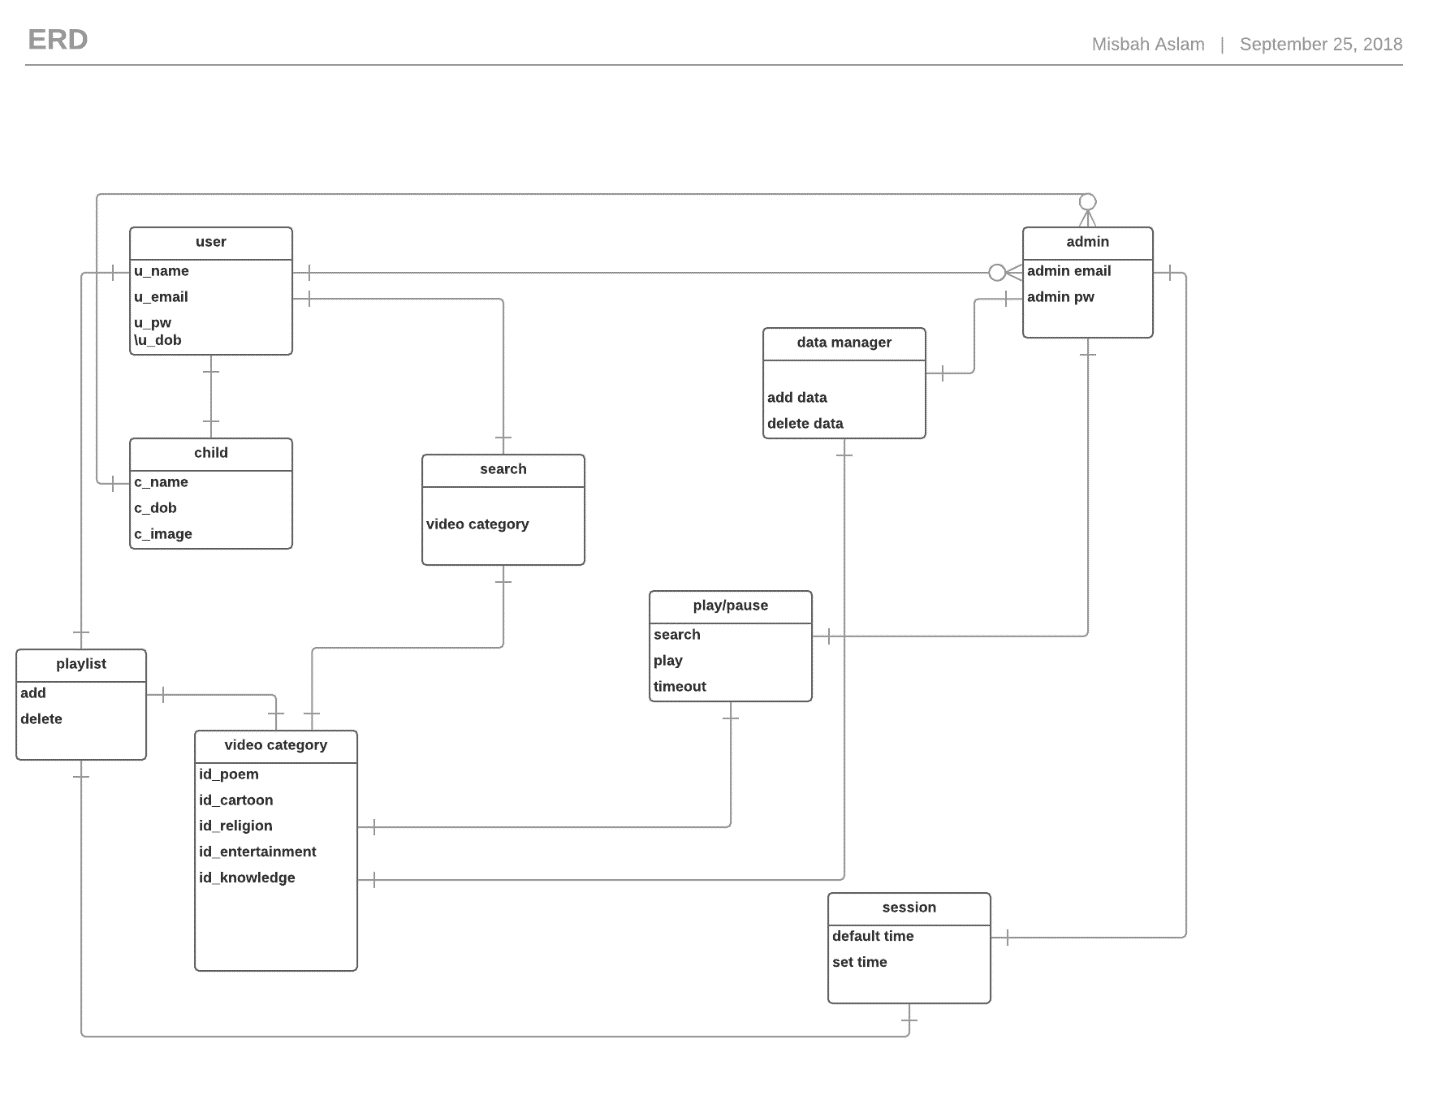 ERD
Misbah Aslam | September 25, 2018
user
u_name
u_email
u_pw
\u_dob
admin
admin email
admin pw
data manager
add data
delete data
child
c_name
c_dob
c_image
search
video category
play/pause
search
play
timeout
playlist
add
delete
video category
id_poem
id_cartoon
id_religion
id_entertainment
id_knowledge
session
default time
set time